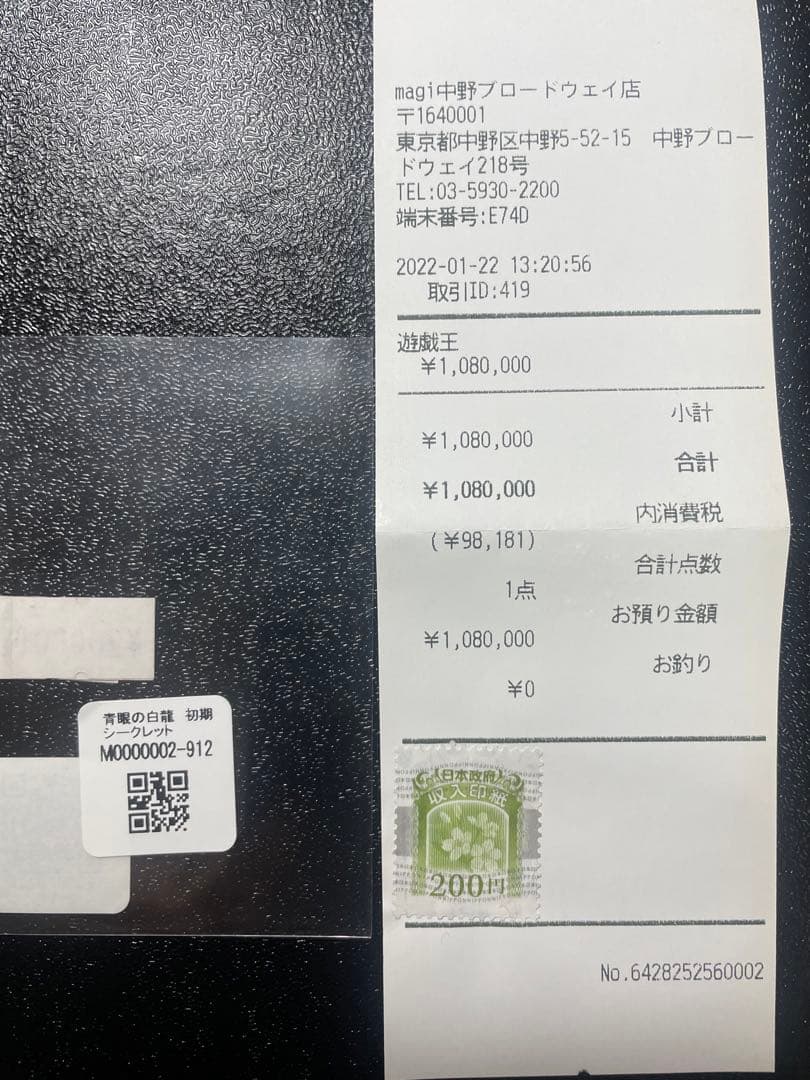 magi中野ブロードウェイ店
〒1640001
東京都中野区中野5-52-15 中野ブロー
ドウェイ218号
TEL:03-5930-2200
端末番号:E74D
2022-01-22 13:20:56
取引ID:419
遊戯王
¥1,080,000
小計
¥1,080,000
合計
¥1,080,000
内消費税
(¥98,181)
合計点数
1点
お預り金額
¥1,080,000
お釣り
¥0
日本政府
収入印紙
200円
No.6428252560002
青眼の白龍 初期
シークレット
M0000002-912